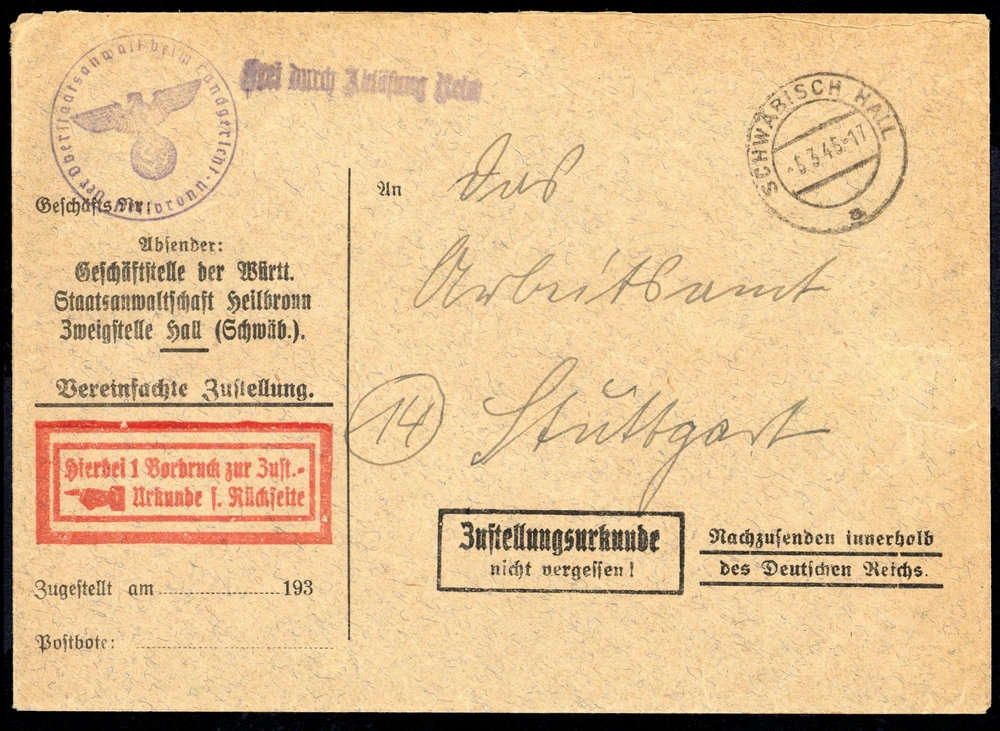 Der Oberstaatsanwalt beim Landgericht Heilbronn
Frei durch Ablösung Reich
SCHWÄBISCH HALL
-5.3.45-17
a
Geschäfts-Nr.
Absender:
Geschäftstelle der Württ.
Staatsanwaltschaft Heilbronn
Zweigstelle Hall (Schwäb.).
Vereinfachte Zustellung.
Hierbei 1 Vordruck zur Zust.-
Urkunde s. Rückseite
Zugestellt am 193
Postbote:
An das
Arbeitsamt
14 Stuttgart
Zustellungsurkunde
nicht vergessen!
Nachzusenden innerhalb
des Deutschen Reichs.